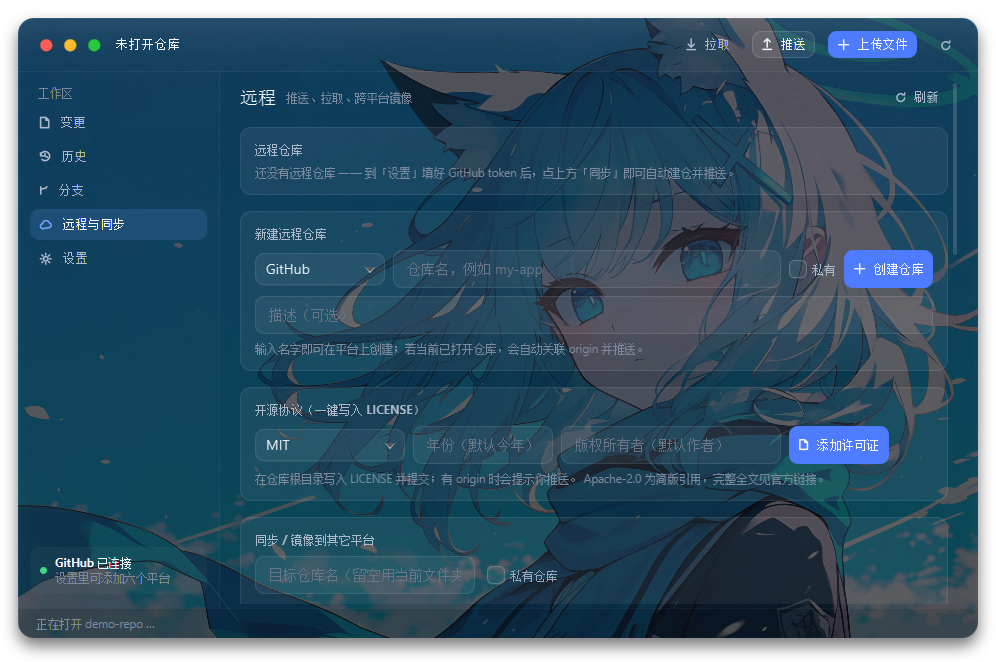 未打开仓库
拉取
推送
上传文件
工作区
变更
历史
分支
远程与同步
设置
远程 推送、拉取、跨平台镜像
刷新
远程仓库
还没有远程仓库 —— 到「设置」填好 GitHub token 后，点上方「同步」即可自动建仓并推送。
新建远程仓库
GitHub
仓库名，例如 my-app
私有
创建仓库
描述（可选）
输入名字即可在平台上创建；若当前已打开仓库，会自动关联 origin 并推送。
开源协议（一键写入 LICENSE）
MIT
年份（默认今年）
版权所有者（默认作者）
添加许可证
在仓库根目录写入 LICENSE 并提交；有 origin 时会提示你推送。 Apache-2.0 为简版引用，完整全文见官方链接。
同步 / 镜像到其它平台
目标仓库名（留空用当前文件夹
私有仓库
GitHub 已连接
设置里可添加六个平台
正在打开 demo-repo ...